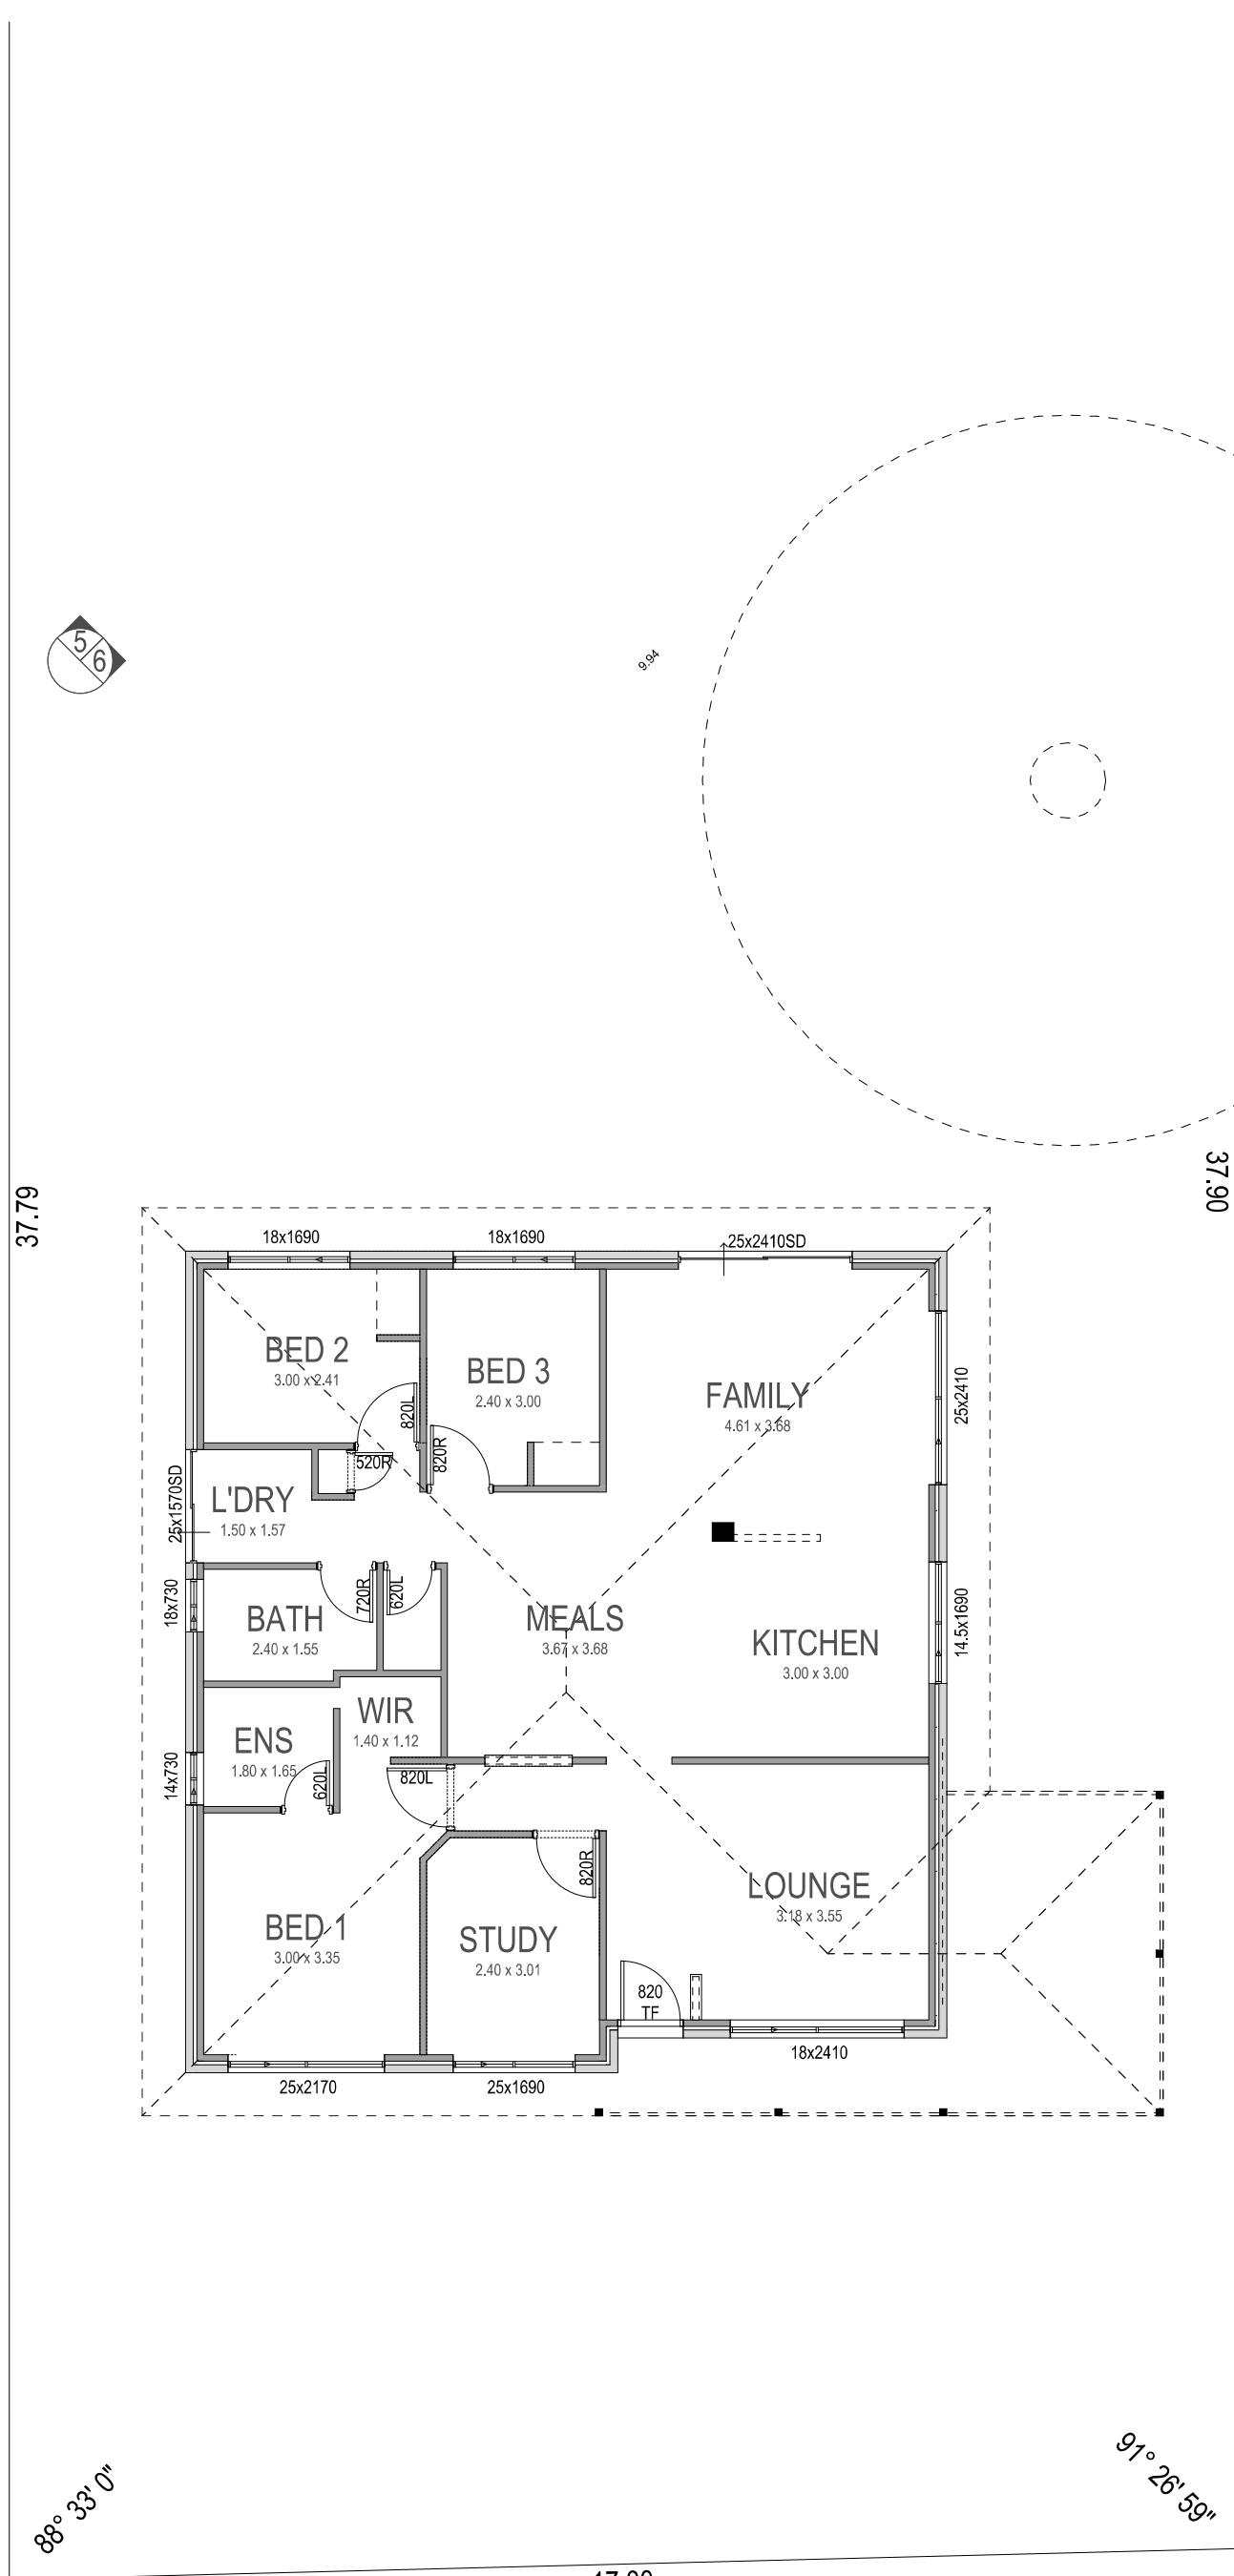 5
6
9.94
37.79
37.90
18x1690
18x1690
25x2410SD
BED 2
3.00 x 2.41
BED 3
2.40 x 3.00
FAMILY
4.61 x 3.68
25x2410
820L
820R
520R
25x1570SD
L'DRY
1.50 x 1.57
18x730
720R
620L
BATH
2.40 x 1.55
MEALS
3.67 x 3.68
KITCHEN
3.00 x 3.00
14.5x1690
WIR
1.40 x 1.12
ENS
1.80 x 1.65
14x730
620L
820L
820R
LOUNGE
3.18 x 3.55
BED 1
3.00 x 3.35
STUDY
2.40 x 3.01
820
TF
18x2410
25x2170
25x1690
88° 33' 0"
91° 26' 59"